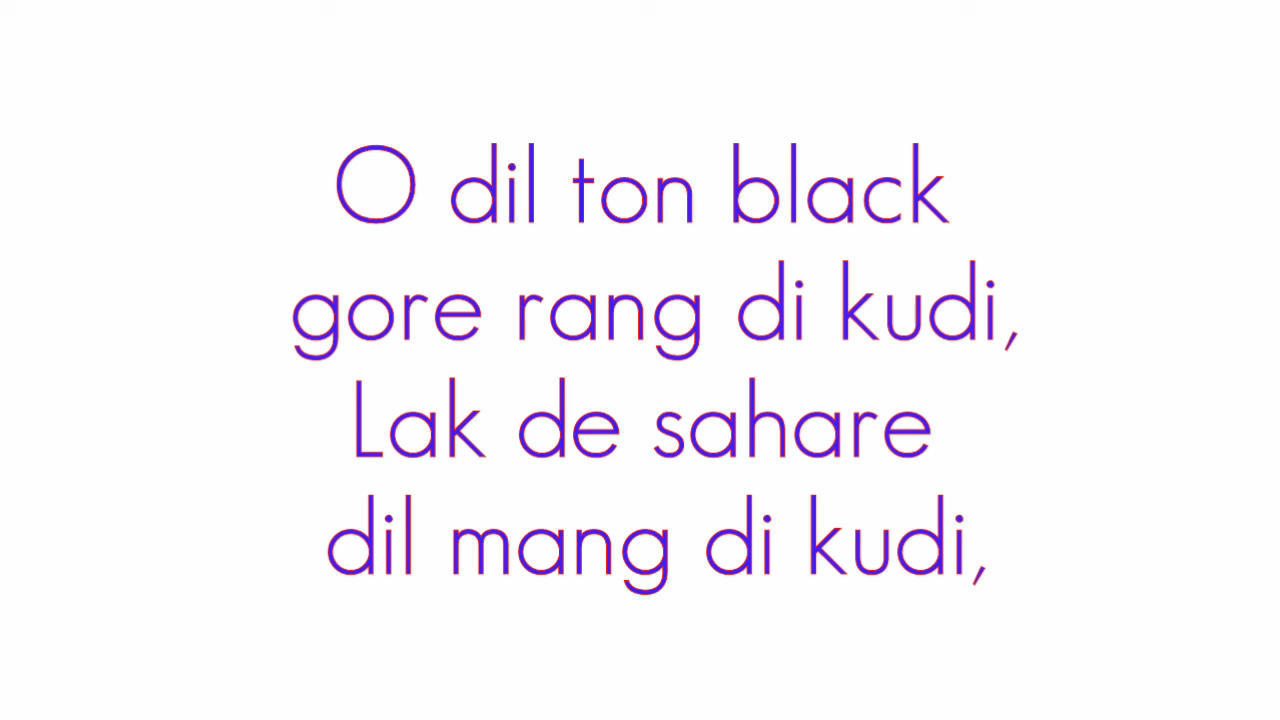 O dil ton black
gore rang di kudi,
Lak de sahare
dil mang di kudi,